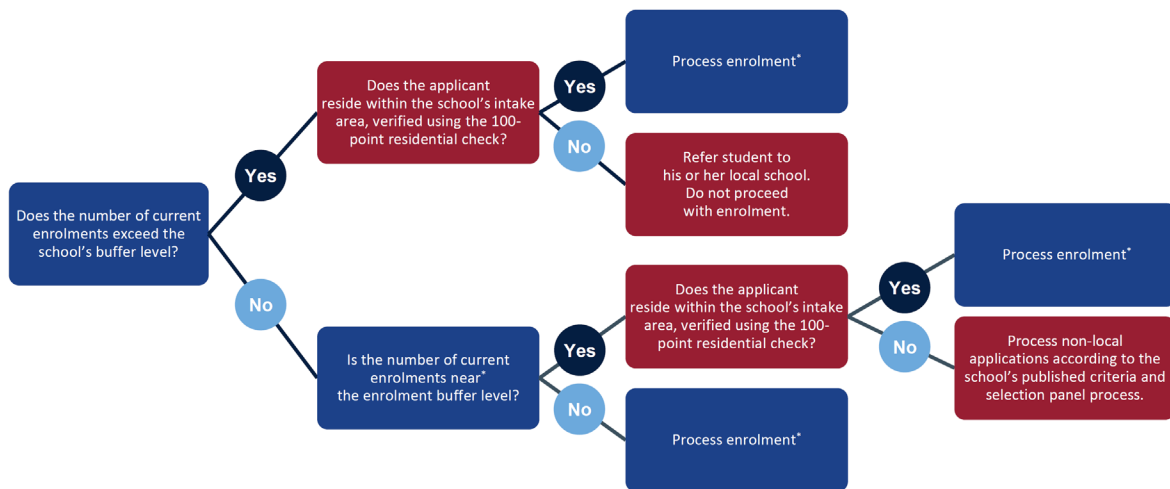 Does the number of current
enrolments exceed the
school's buffer level?
Yes
Does the applicant
reside within the school's intake
area, verified using the 100-
point residential check?
Yes
Process enrolment*
No
Refer student to
his or her local school.
Do not proceed
with enrolment.
No
Is the number of current
enrolments near*
the enrolment buffer level?
Yes
Does the applicant
reside within the school's intake
area, verified using the 100-
point residential check?
Yes
Process enrolment*
No
Process non-local
applications according to the
school's published criteria and
selection panel process.
No
Process enrolment*